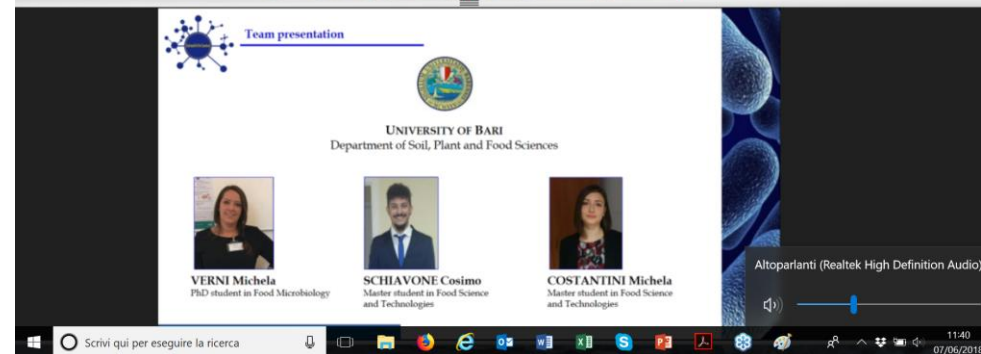 Team presentation
UNIVERSITY OF BARI
Department of Soil, Plant and Food Sciences
VERNI Michela
PhD student in Food Microbiology
SCHIAVONE Cosimo
Master student in Food Science
and Technologies
COSTANTINI Michela
Master student in Food Science
and Technologies
Altoparlanti (Realtek High Definition Audio)
Scrivi qui per eseguire la ricerca
11:40
07/06/2018